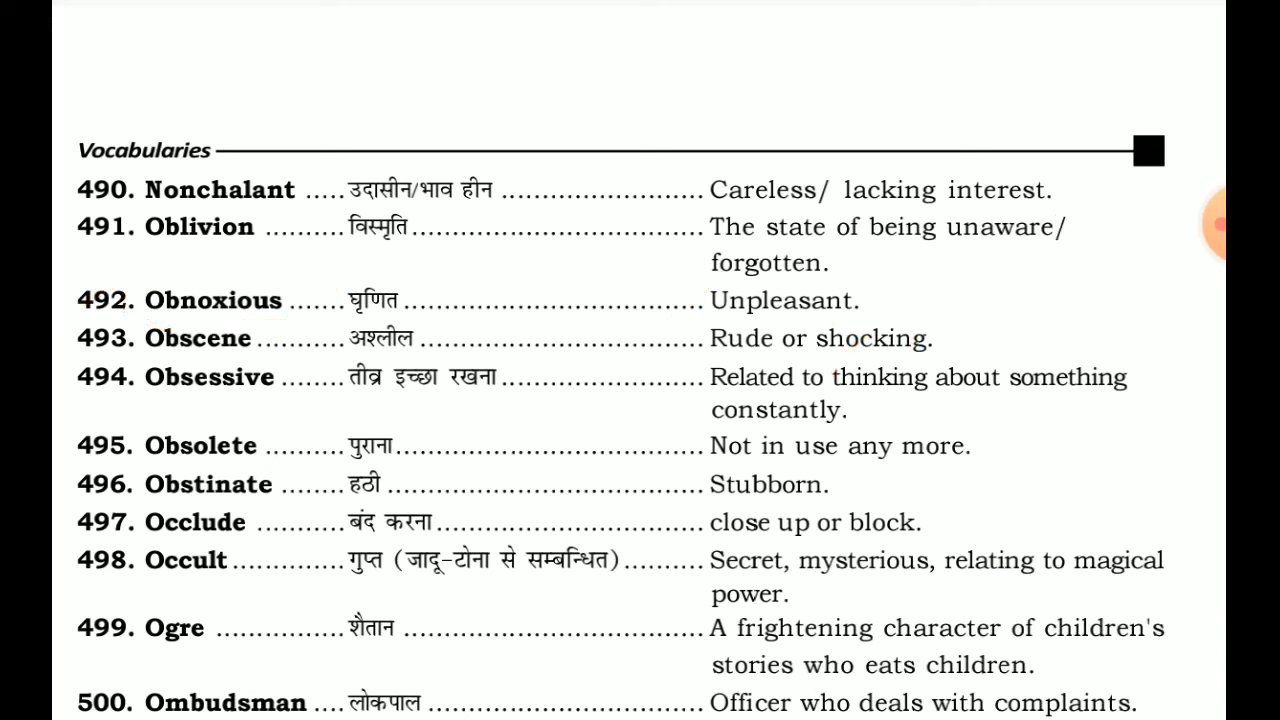 Vocabularies
490. Nonchalant ..... उदासीन/भाव हीन ......................... Careless/ lacking interest.
491. Oblivion .......... विस्मृति.................................... The state of being unaware/
forgotten.
492. Obnoxious ....... घृणित ..................................... Unpleasant.
493. Obscene ........... अश्लील ................................... Rude or shocking.
494. Obsessive ........ तीव्र इच्छा रखना ......................... Related to thinking about something
constantly.
495. Obsolete .......... पुराना...................................... Not in use any more.
496. Obstinate ........ हठी ....................................... Stubborn.
497. Occlude ........... बंद करना................................. close up or block.
498. Occult .............. गुप्त (जादू-टोना से सम्बन्धित).......... Secret, mysterious, relating to magical
power.
499. Ogre ................ शैतान ..................................... A frightening character of children's
stories who eats children.
500. Ombudsman .... लोकपाल .................................. Officer who deals with complaints.